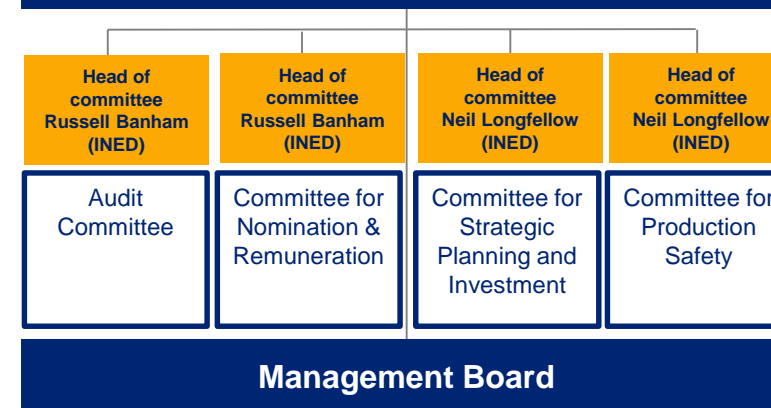 Head of
committee
Russell Banham
(INED)
Head of
committee
Russell Banham
(INED)
Head of
committee
Neil Longfellow
(INED)
Head of
committee
Neil Longfellow
(INED)
Audit
Committee
Committee for
Nomination &
Remuneration
Committee for
Strategic
Planning and
Investment
Committee for
Production
Safety
Management Board